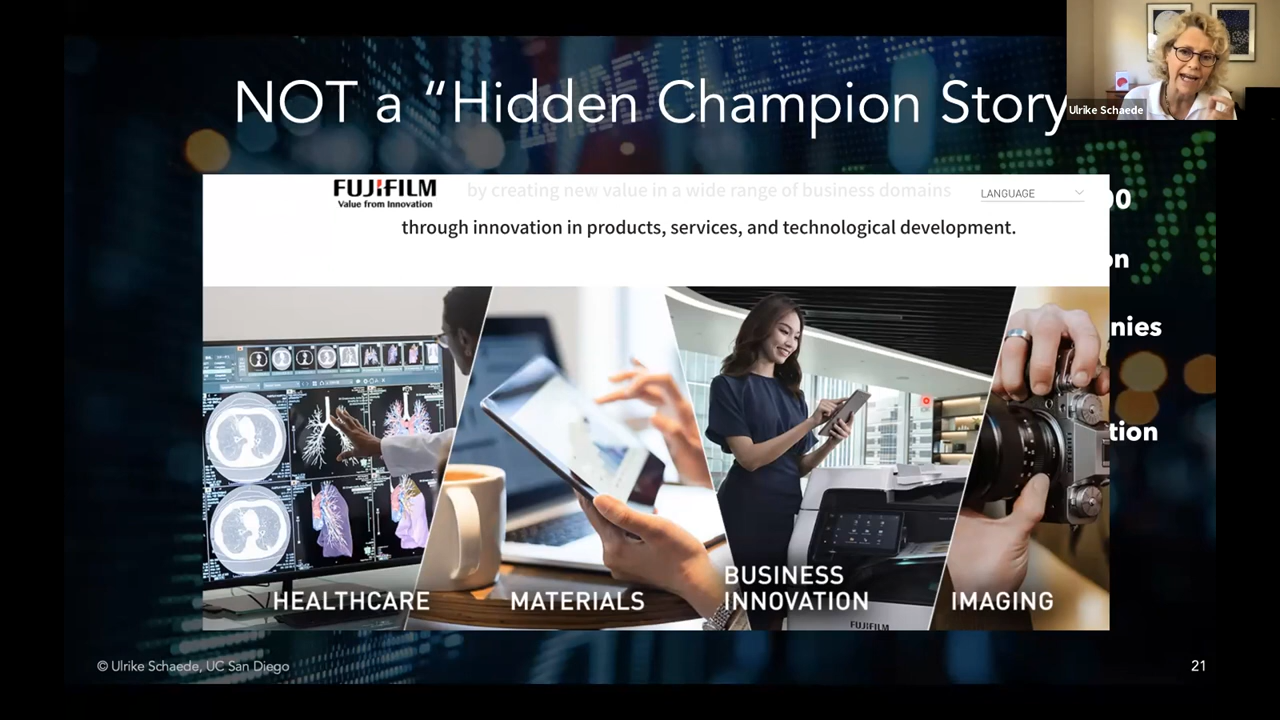 NOT a “Hidden Champion Story
Ulrike Schaede
FUJIFILM
Value from Innovation
by creating new value in a wide range of business domains
LANGUAGE
through innovation in products, services, and technological development.
HEALTHCARE
MATERIALS
BUSINESS
INNOVATION
IMAGING
FUJIFILM
© Ulrike Schaede, UC San Diego
21